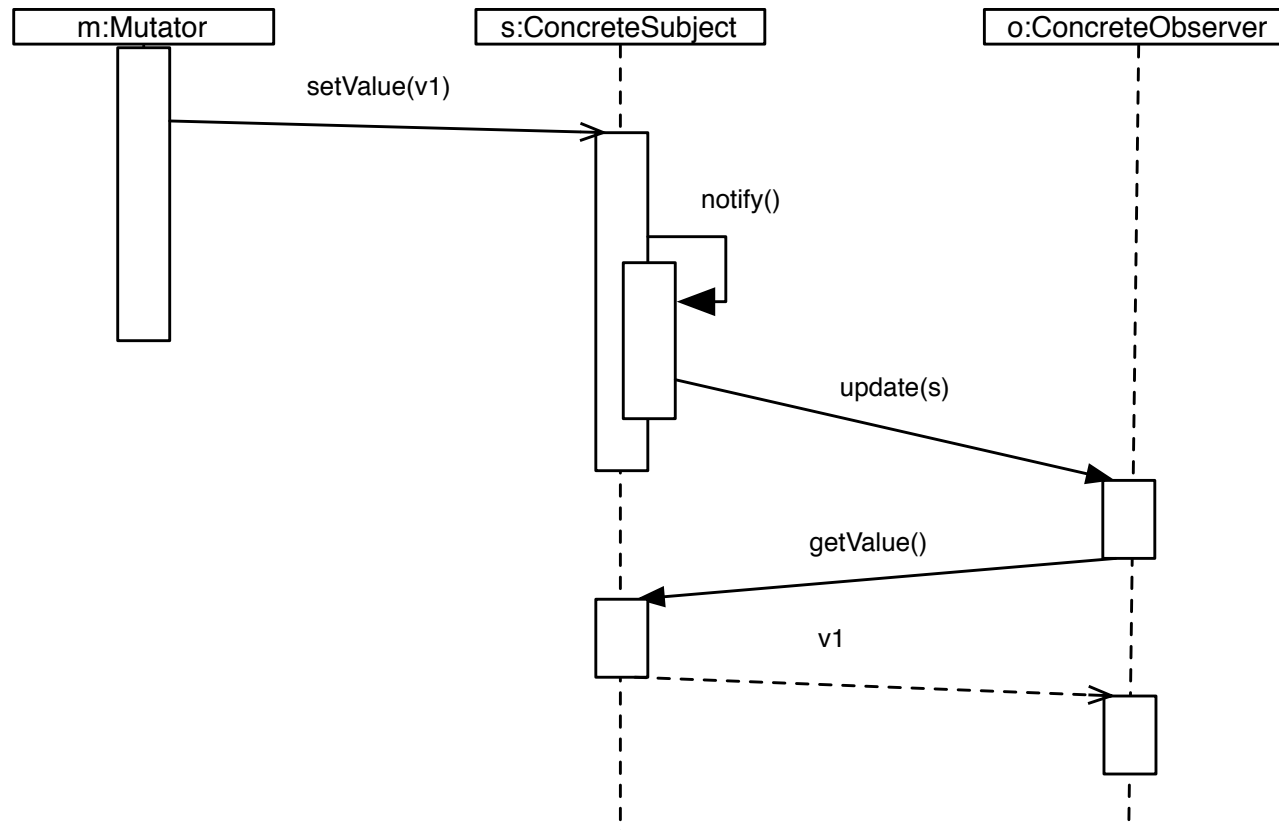 m:Mutator
s:ConcreteSubject
o:ConcreteObserver
setValue(v1)
notify()
update(s)
getValue()
v1